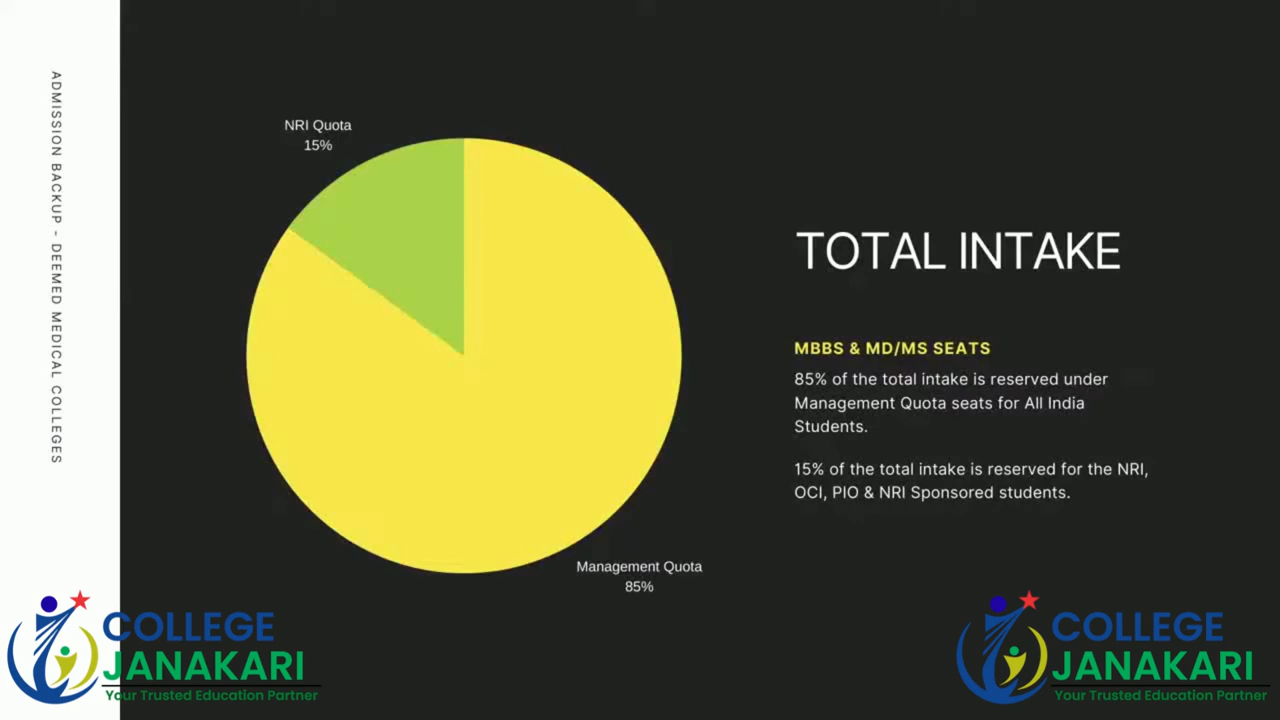 ADMISSION BACKUP - DEEMED MEDICAL COLLEGES
NRI Quota
15%
Management Quota
85%
TOTAL INTAKE
MBBS & MD/MS SEATS
85% of the total intake is reserved under
Management Quota seats for All India
Students.
15% of the total intake is reserved for the NRI,
OCI, PIO & NRI Sponsored students.
COLLEGE
JANAKARI
Your Trusted Education Partner
COLLEGE
JANAKARI
Your Trusted Education Partner